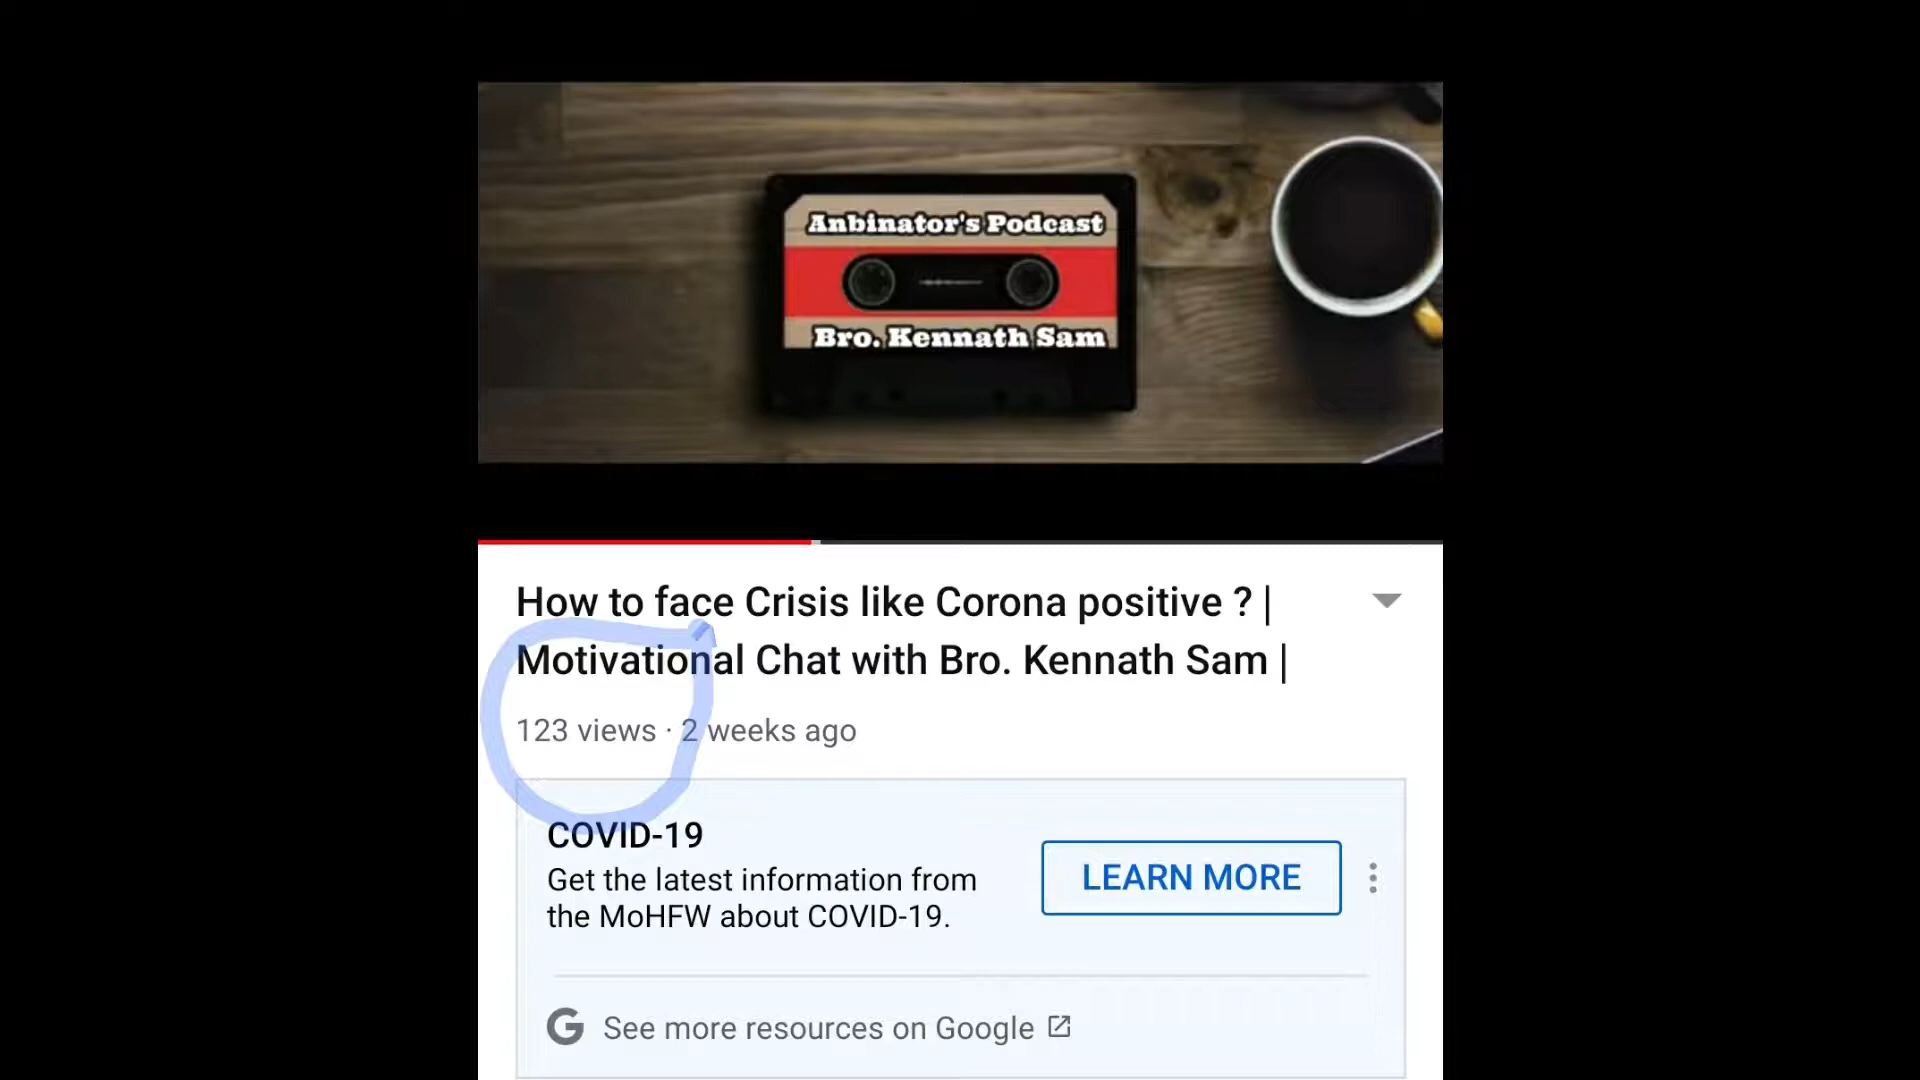 Anbinator's Podcast
Bro. Kennath Sam
How to face Crisis like Corona positive ? |
Motivational Chat with Bro. Kennath Sam |
123 views · 2 weeks ago
COVID-19
Get the latest information from
the MoHFW about COVID-19.
LEARN MORE
See more resources on Google